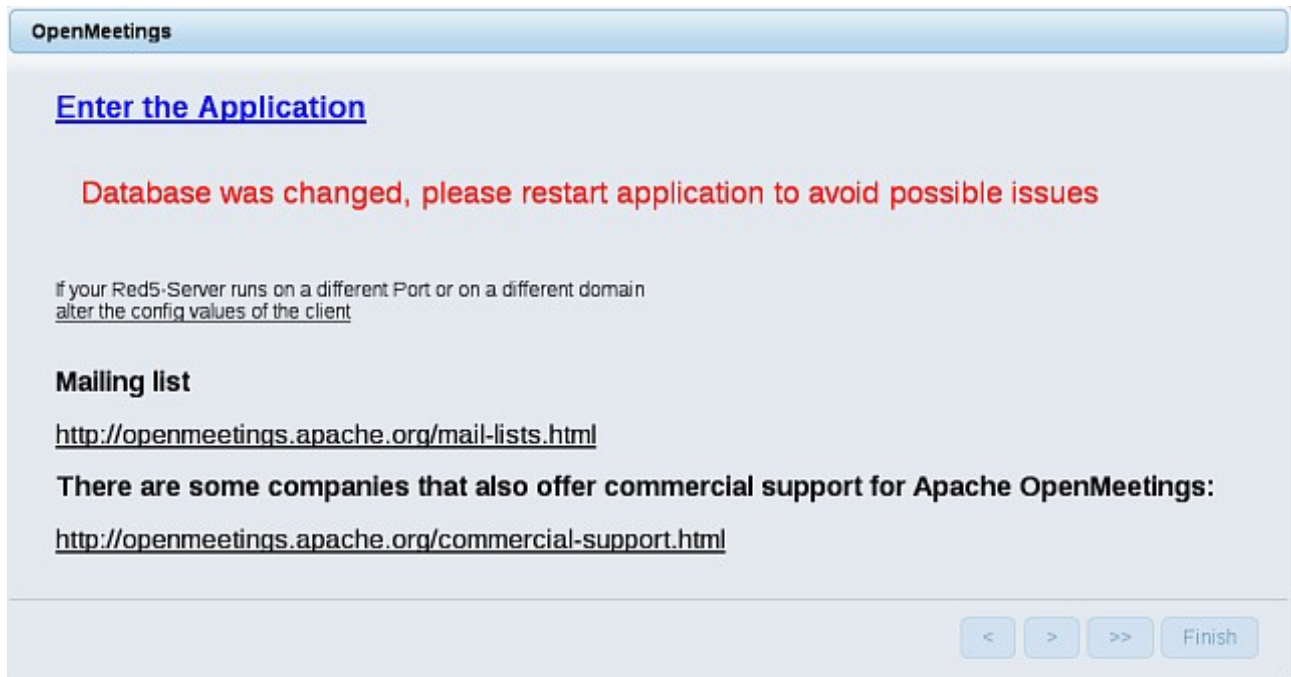 OpenMeetings
Enter the Application
Database was changed, please restart application to avoid possible issues
If your Red5-Server runs on a different Port or on a different domain
alter the config values of the client
Mailing list
http://openmeetings.apache.org/mail-lists.html
There are some companies that also offer commercial support for Apache OpenMeetings:
http://openmeetings.apache.org/commercial-support.html
< > >> Finish